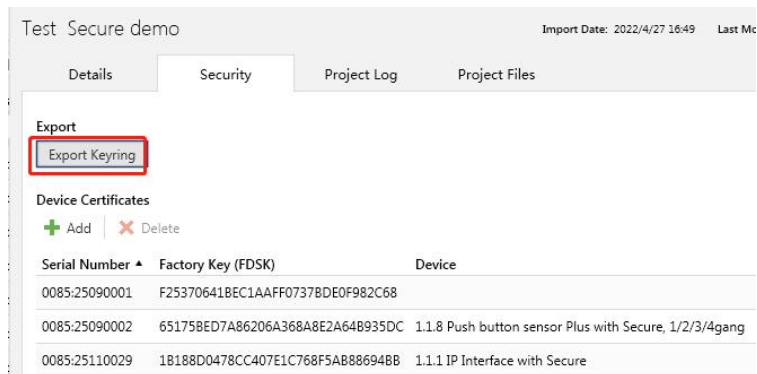 Test Secure demo
Import Date: 2022/4/27 16:49
Details
Security
Project Log
Project Files
Export
Export Keyring
Device Certificates
Add
Delete
Serial Number
Factory Key (FDSK)
Device
0085:25090001 F25370641BEC1AAFF0737BDE0F982C68
0085:25090002 65175BED7A86206A368A8E2A64B935DC 1.1.8 Push button sensor Plus with Secure, 1/2/3/4gang
0085:25110029 1B188D0478CC407E1C768F5AB88694BB 1.1.1 IP Interface with Secure